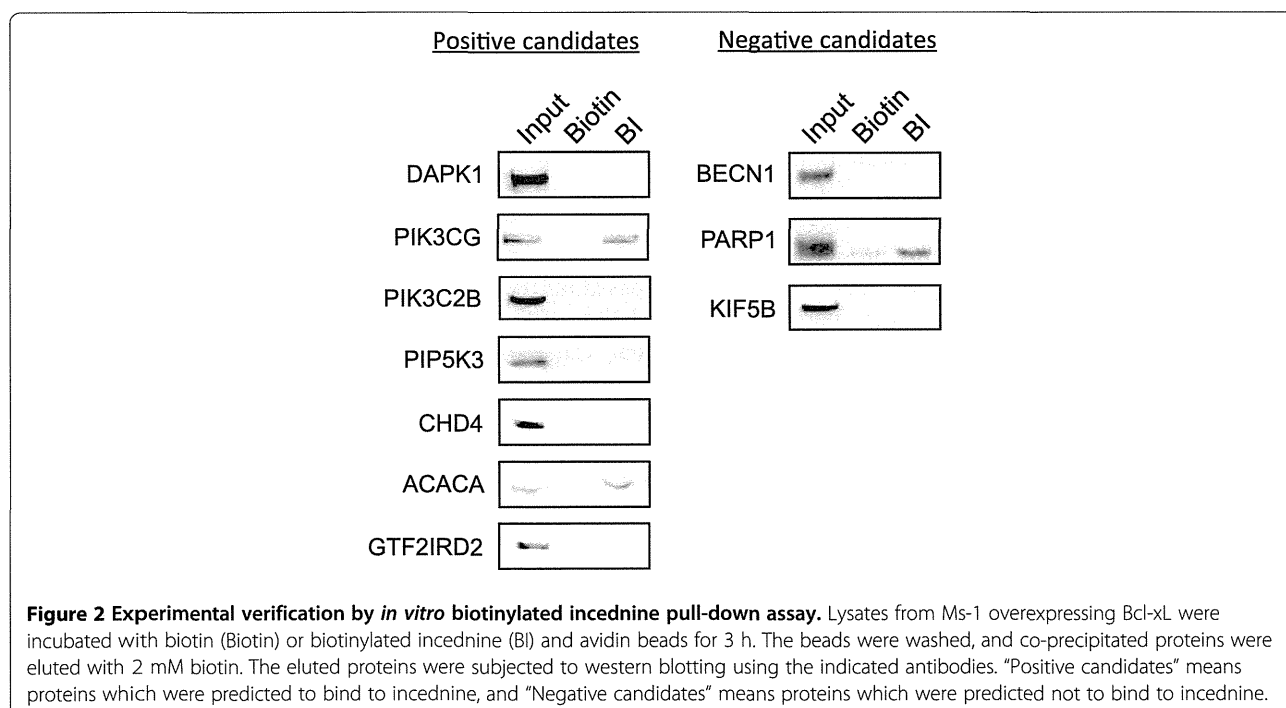 Positive candidates
Negative candidates
Input Biotin BI
Input Biotin BI
DAPK1
PIK3CG
PIK3C2B
PIP5K3
CHD4
ACACA
GTF2IRD2
BECN1
PARP1
KIF5B
Figure 2 Experimental verification by in vitro biotinylated incednine pull-down assay. Lysates from Ms-1 overexpressing Bcl-xL were
incubated with biotin (Biotin) or biotinylated incednine (BI) and avidin beads for 3 h. The beads were washed, and co-precipitated proteins were
eluted with 2 mM biotin. The eluted proteins were subjected to western blotting using the indicated antibodies. "Positive candidates" means
proteins which were predicted to bind to incednine, and "Negative candidates" means proteins which were predicted not to bind to incednine.